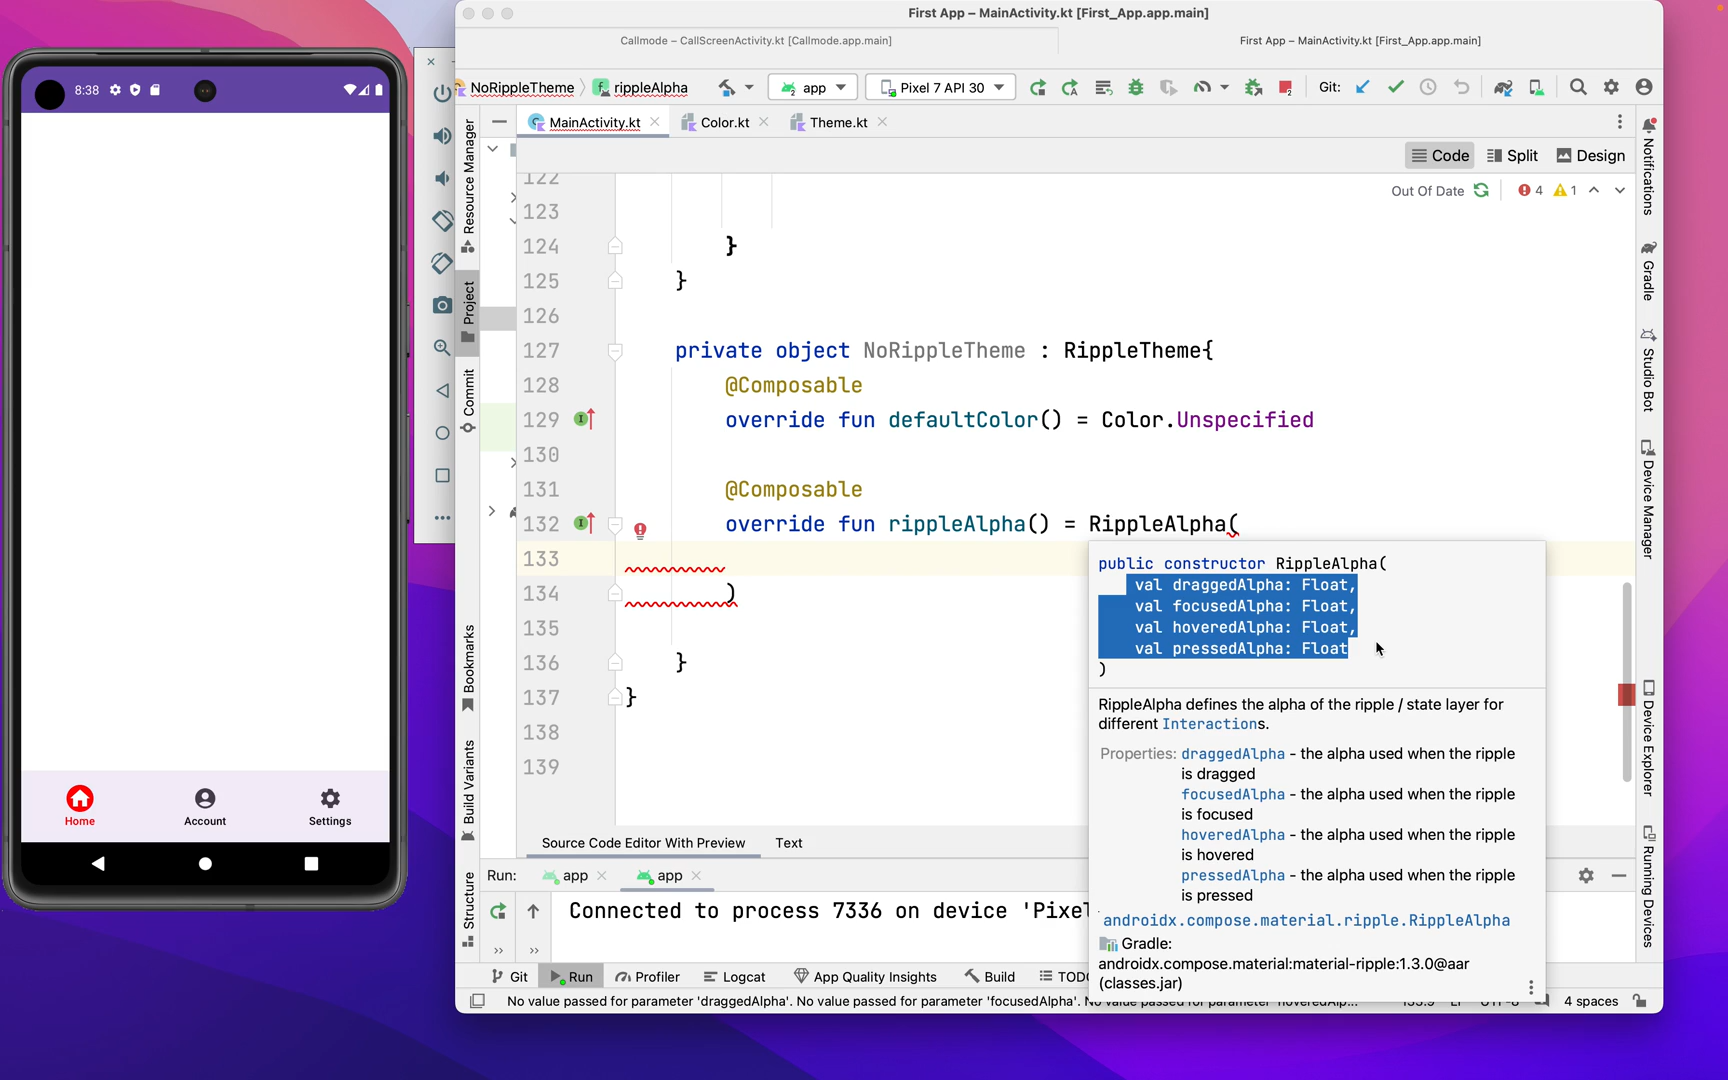 First App – MainActivity.kt [First_App.app.main]
Callmode – CallScreenActivity.kt [Callmode.app.main]
First App – MainActivity.kt [First_App.app.main]
NoRippleTheme
rippleAlpha
app
Pixel 7 API 30
Git:
MainActivity.kt
Color.kt
Theme.kt
Code
Split
Design
Out Of Date
4
1
8:38
Home
Account
Settings
Resource Manager
Project
Commit
Bookmarks
Build Variants
Structure
122
123
124 }
125 }
126
127 private object NoRippleTheme : RippleTheme{
128 @Composable
129 override fun defaultColor() = Color.Unspecified
130
131 @Composable
132 override fun rippleAlpha() = RippleAlpha(
133
134 )
135
136 }
137 }
138
139
public constructor RippleAlpha(
val draggedAlpha: Float,
val focusedAlpha: Float,
val hoveredAlpha: Float,
val pressedAlpha: Float
)
RippleAlpha defines the alpha of the ripple / state layer for
different Interactions.
Properties: draggedAlpha - the alpha used when the ripple
is dragged
focusedAlpha - the alpha used when the ripple
is focused
hoveredAlpha - the alpha used when the ripple
is hovered
pressedAlpha - the alpha used when the ripple
is pressed
androidx.compose.material.ripple.RippleAlpha
Gradle:
androidx.compose.material:material-ripple:1.3.0@aar
(classes.jar)
Notifications
Gradle
Studio Bot
Device Manager
Device Explorer
Running Devices
Source Code Editor With Preview
Text
Run:
app
app
Connected to process 7336 on device 'Pixel
Git
Run
Profiler
Logcat
App Quality Insights
Build
TODO
No value passed for parameter 'draggedAlpha'. No value passed for parameter 'focusedAlpha'. No value passed for parameter 'hoveredAlp...
4 spaces